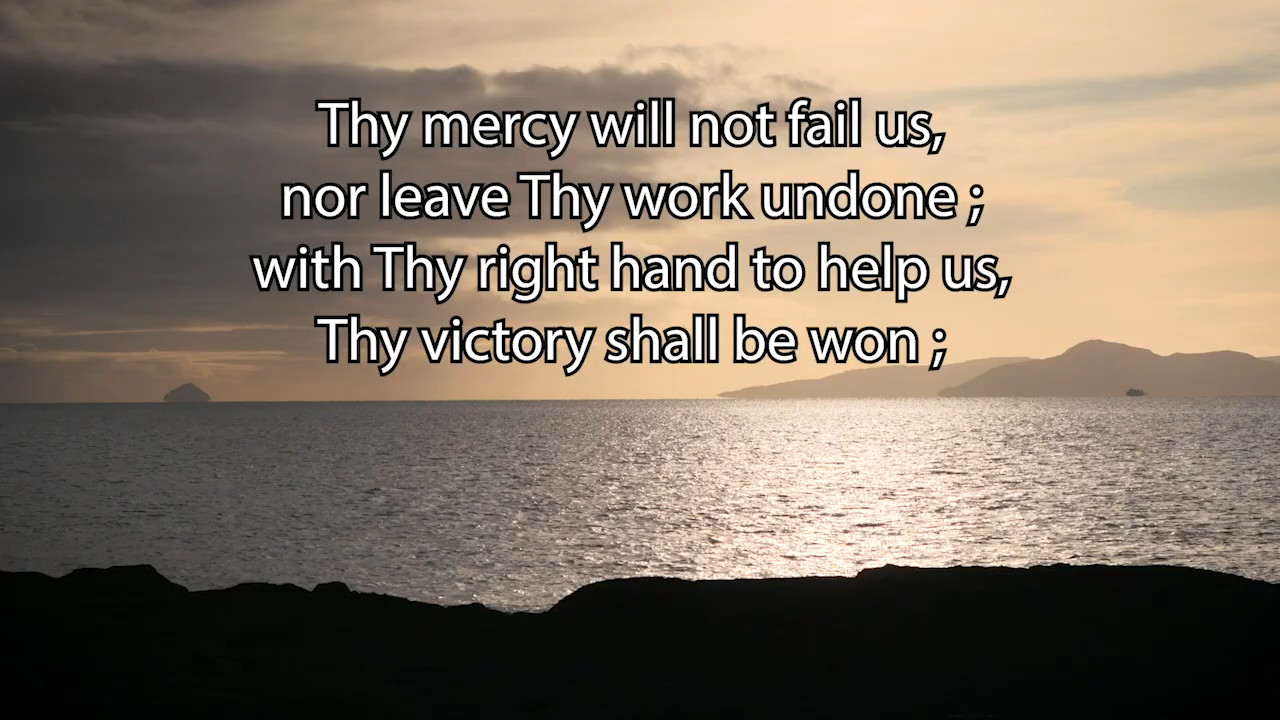 Thy mercy will not fail us,
nor leave Thy work undone ;
with Thy right hand to help us,
Thy victory shall be won ;